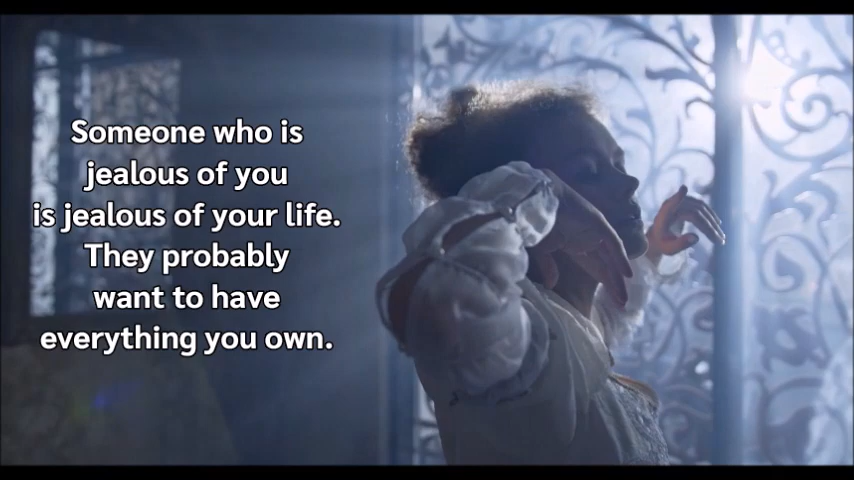 Someone who is
jealous of you
is jealous of your life.
They probably
want to have
everything you own.